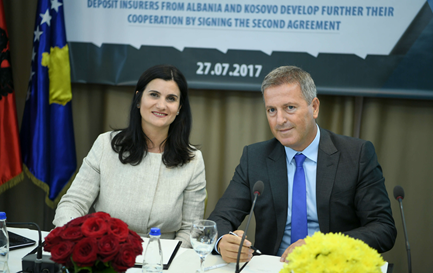 DEPOSIT INSURERS FROM ALBANIA AND KOSOVO DEVELOP FURTHER THEIR
COOPERATION BY SIGNING THE SECOND AGREEMENT
27.07.2017